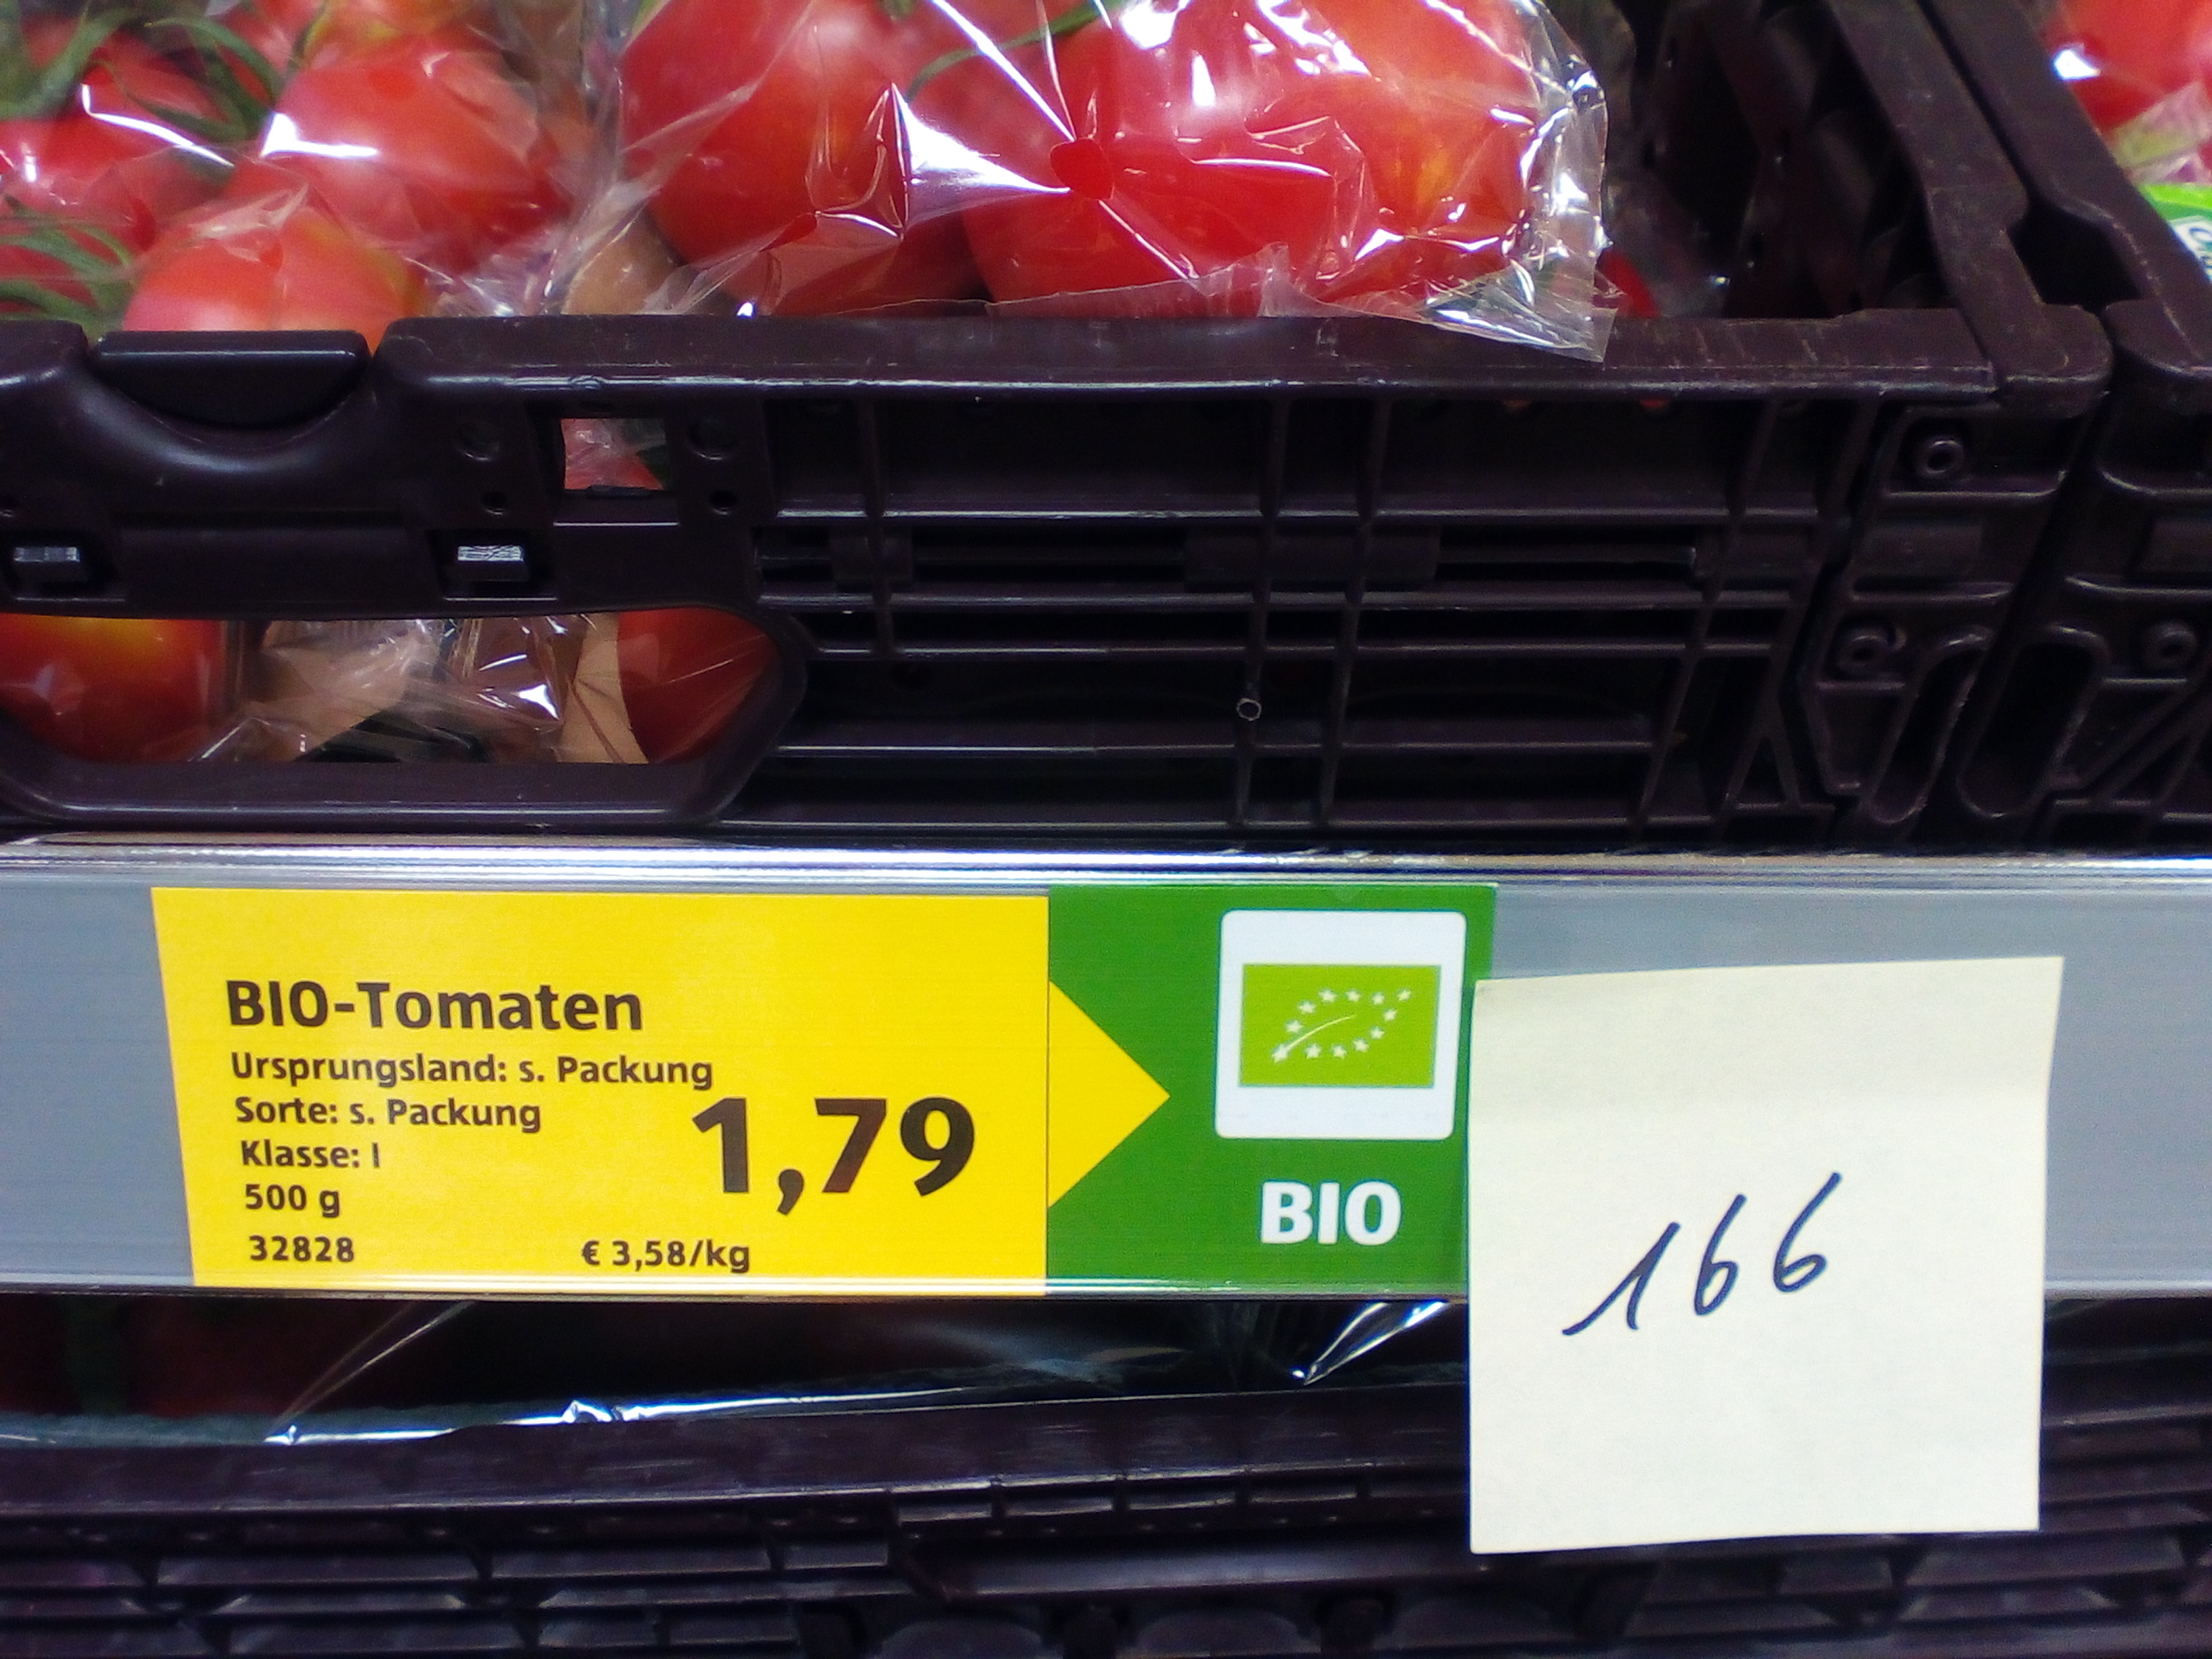 BIO-Tomaten
Ursprungsland: s. Packung
Sorte: s. Packung
Klasse: I
500 g
1,79
32828
€ 3,58/kg
BIO
166